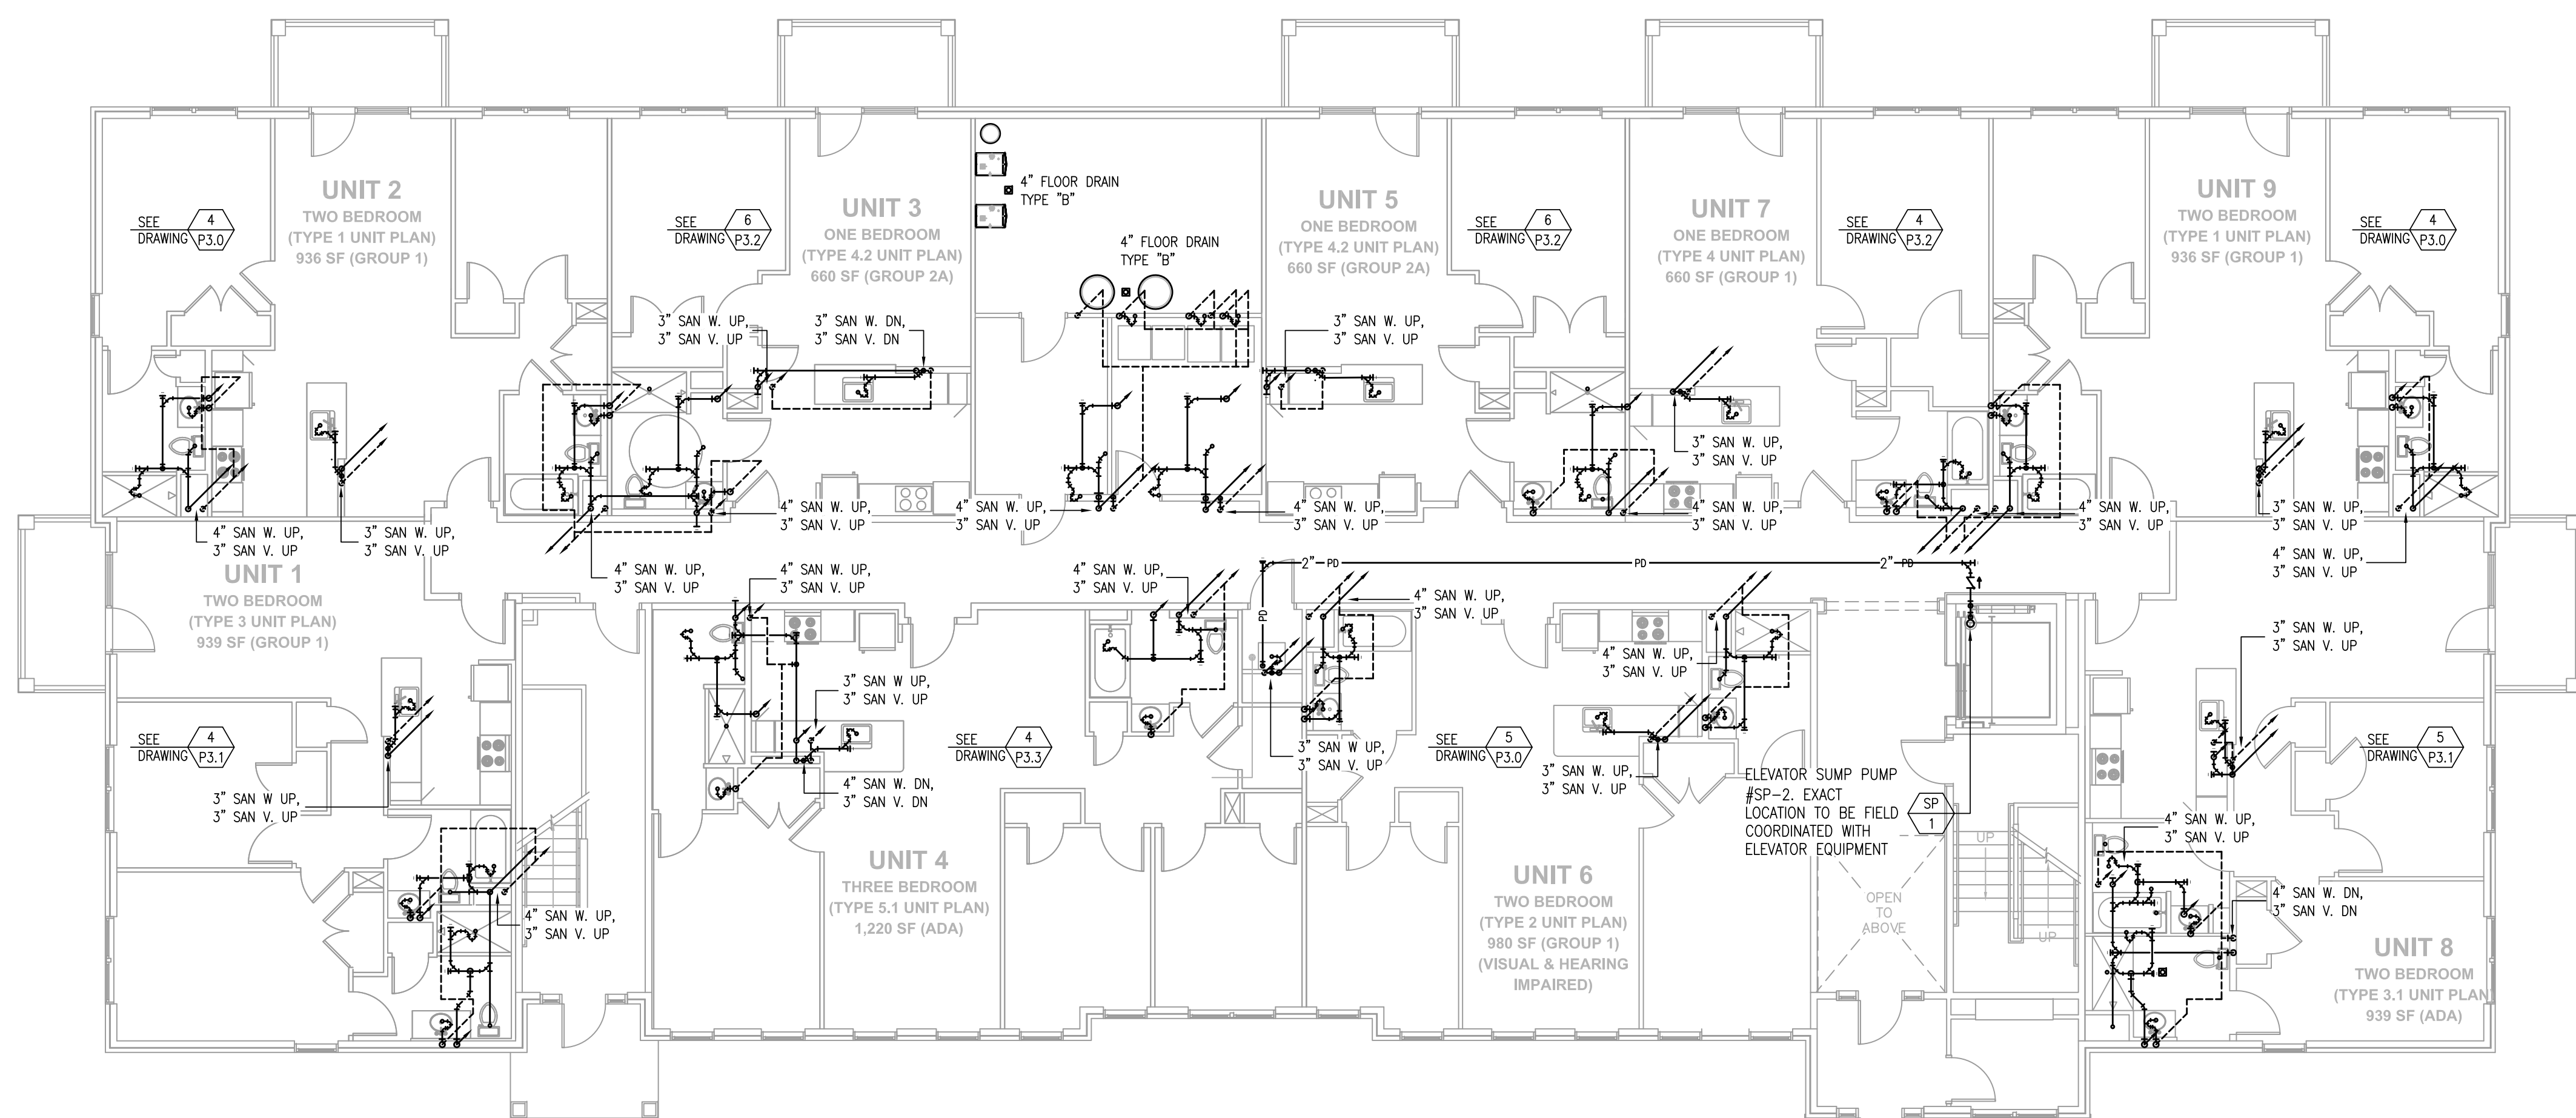 UNIT 2
TWO BEDROOM
(TYPE 1 UNIT PLAN)
936 SF (GROUP 1)
SEE
DRAWING
4
P3.0
SEE
DRAWING
6
P3.2
UNIT 3
ONE BEDROOM
(TYPE 4.2 UNIT PLAN)
660 SF (GROUP 2A)
4" FLOOR DRAIN
TYPE "B"
4" FLOOR DRAIN
TYPE "B"
UNIT 5
ONE BEDROOM
(TYPE 4.2 UNIT PLAN)
660 SF (GROUP 2A)
SEE
DRAWING
6
P3.2
UNIT 7
ONE BEDROOM
(TYPE 4 UNIT PLAN)
660 SF (GROUP 1)
SEE
DRAWING
4
P3.2
UNIT 9
TWO BEDROOM
(TYPE 1 UNIT PLAN)
936 SF (GROUP 1)
SEE
DRAWING
4
P3.0
3" SAN W. UP,
3" SAN V. UP
3" SAN W. DN,
3" SAN V. DN
3" SAN W. UP,
3" SAN V. UP
3" SAN W. UP,
3" SAN V. UP
4" SAN W. UP,
3" SAN V. UP
3" SAN W. UP,
3" SAN V. UP
4" SAN W. UP,
3" SAN V. UP
4" SAN W. UP,
3" SAN V. UP
4" SAN W. UP,
3" SAN V. UP
4" SAN W. UP,
3" SAN V. UP
4" SAN W. UP,
3" SAN V. UP
3" SAN W. UP,
3" SAN V. UP
4" SAN W. UP,
3" SAN V. UP
UNIT 1
TWO BEDROOM
(TYPE 3 UNIT PLAN)
939 SF (GROUP 1)
4" SAN W. UP,
3" SAN V. UP
4" SAN W. UP,
3" SAN V. UP
4" SAN W. UP,
3" SAN V. UP
2" PD
PD
2" PD
PD
4" SAN W. UP,
3" SAN V. UP
3" SAN W. UP,
3" SAN V. UP
4" SAN W. UP,
3" SAN V. UP
3" SAN W UP,
3" SAN V. UP
SEE
DRAWING
4
P3.1
SEE
DRAWING
4
P3.3
3" SAN W UP,
3" SAN V. UP
SEE
DRAWING
5
P3.0
SEE
DRAWING
5
P3.1
3" SAN W UP,
3" SAN V. UP
4" SAN W. DN,
3" SAN V. DN
3" SAN W. UP,
3" SAN V. UP
ELEVATOR SUMP PUMP
#SP-2. EXACT
LOCATION TO BE FIELD
COORDINATED WITH
ELEVATOR EQUIPMENT
SP
1
4" SAN W. UP,
3" SAN V. UP
UP
UP
OPEN
TO
ABOVE
UNIT 4
THREE BEDROOM
(TYPE 5.1 UNIT PLAN)
1,220 SF (ADA)
UNIT 6
TWO BEDROOM
(TYPE 2 UNIT PLAN)
980 SF (GROUP 1)
(VISUAL & HEARING
IMPAIRED)
4" SAN W. UP,
3" SAN V. UP
4" SAN W. DN,
3" SAN V. DN
UNIT 8
TWO BEDROOM
(TYPE 3.1 UNIT PLAN
939 SF (ADA)